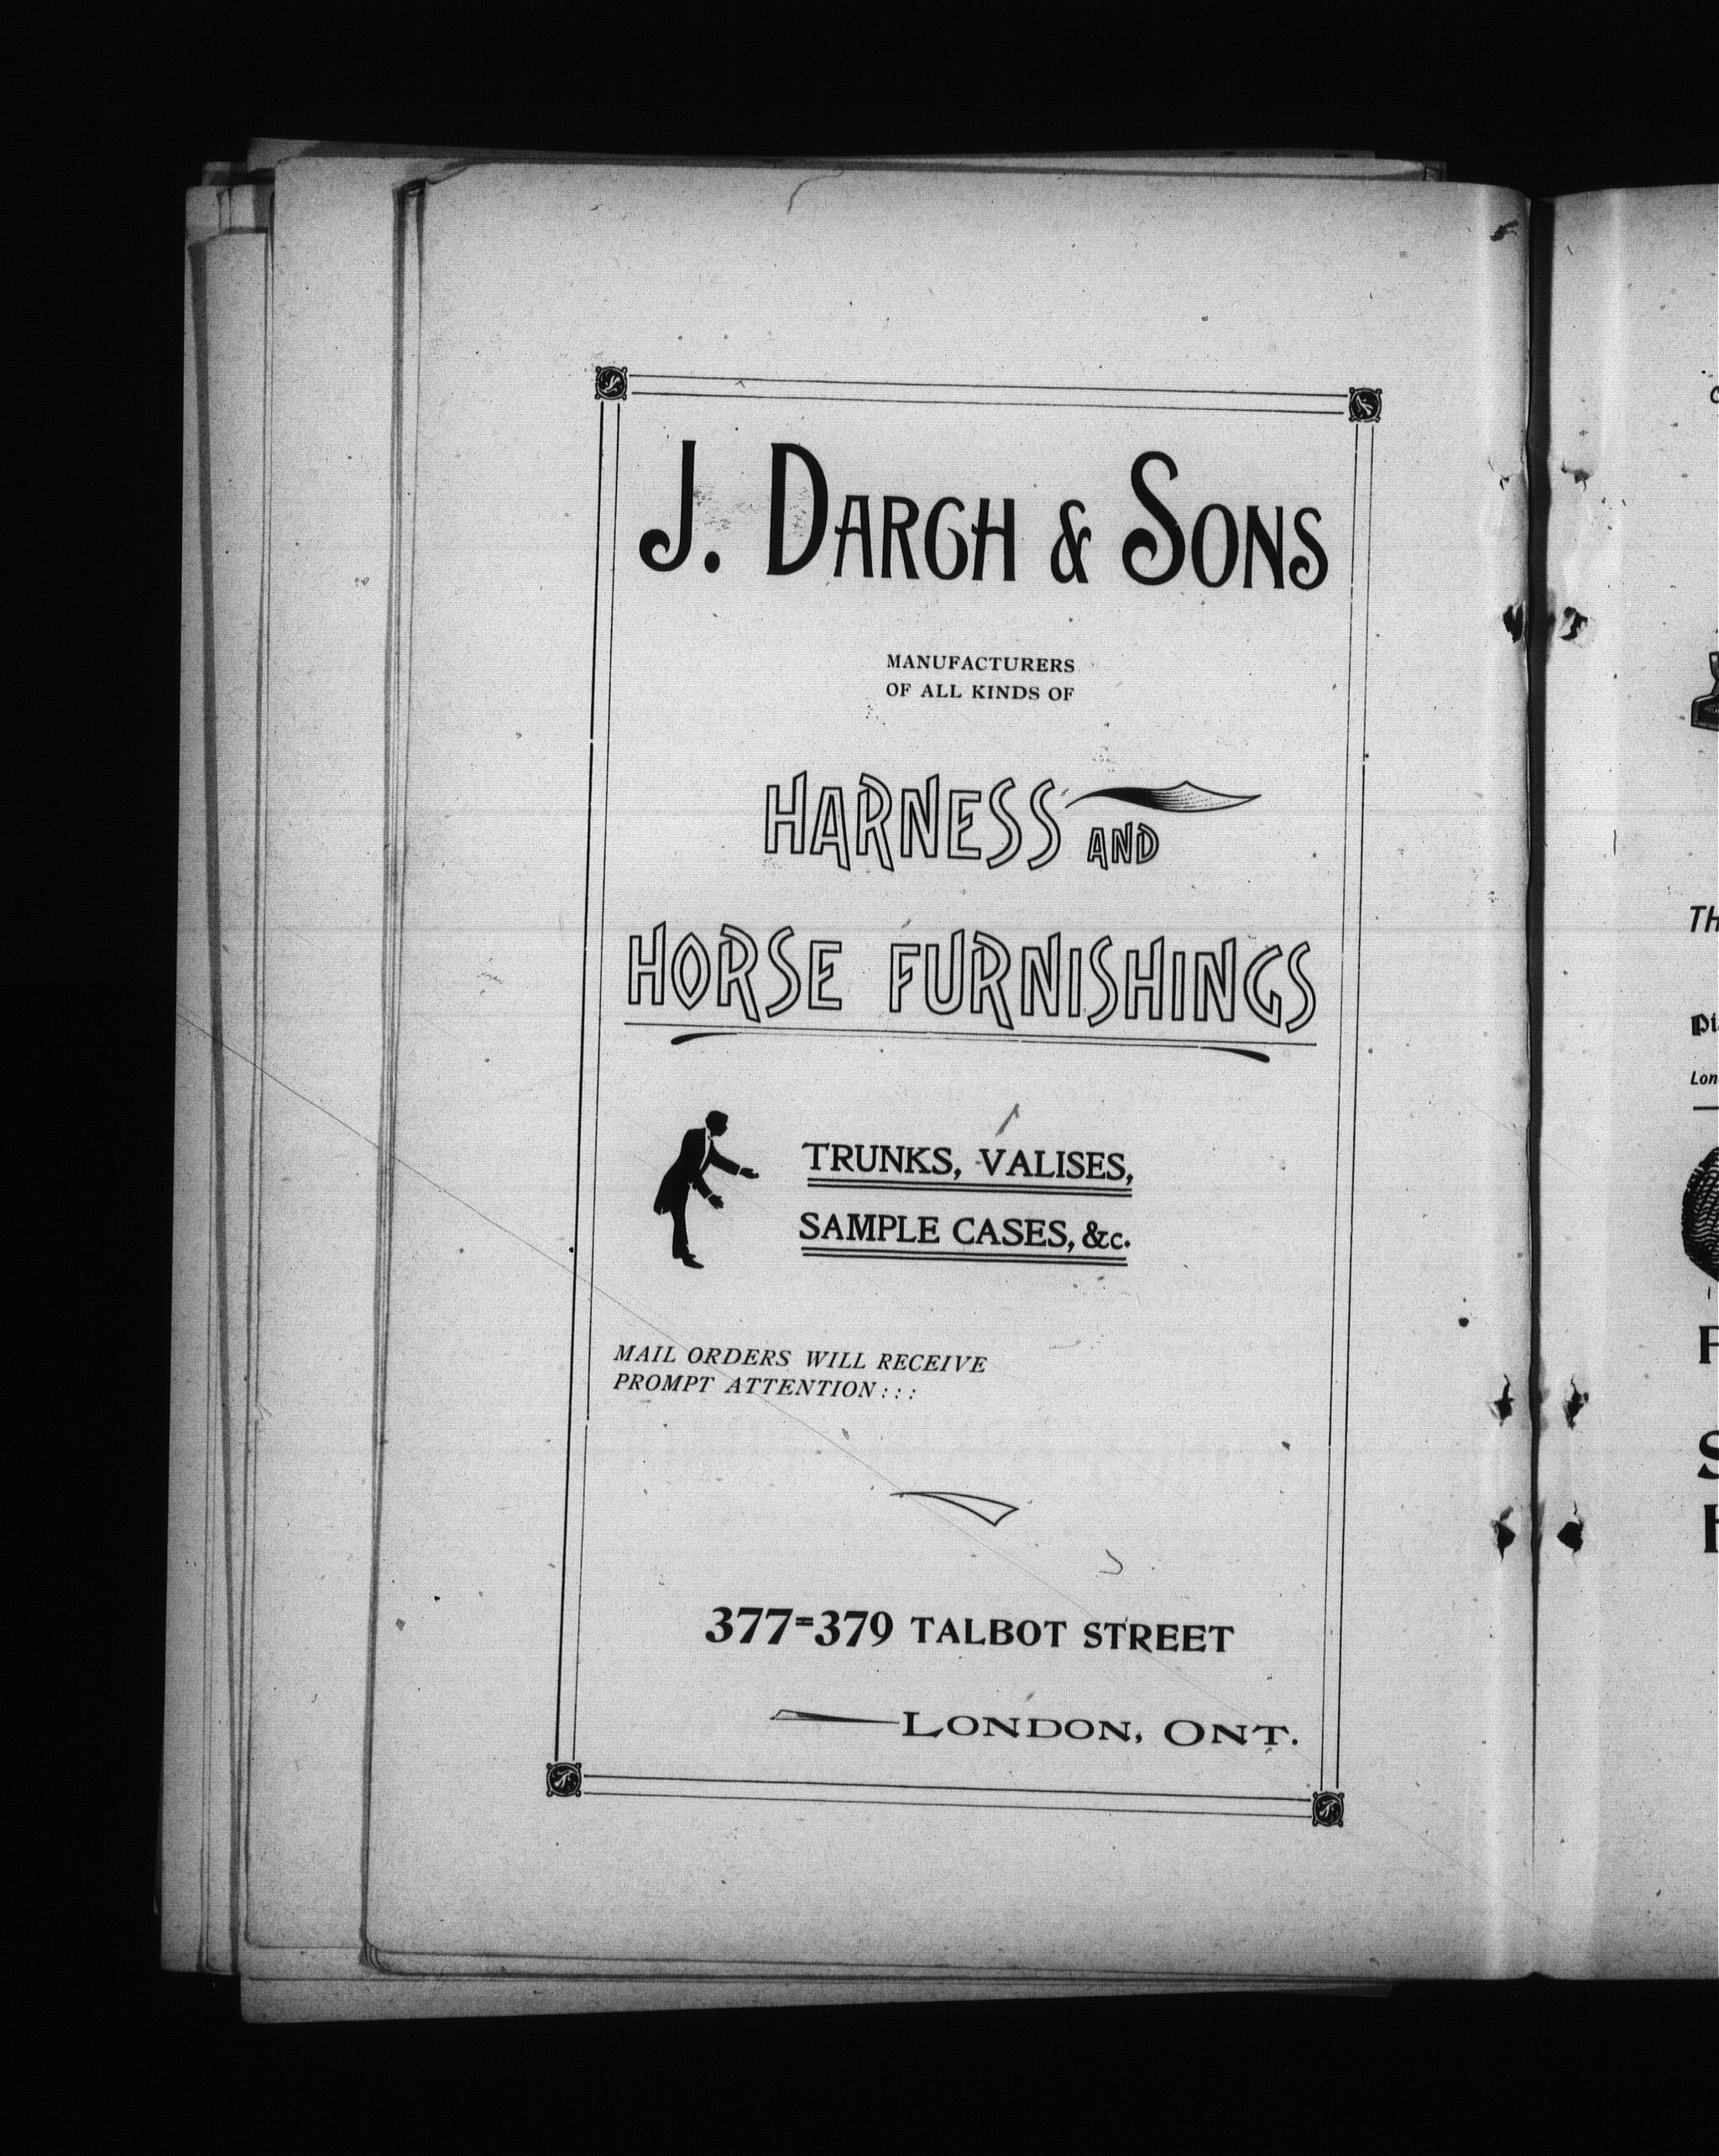 J. DARCH & SONS
MANUFACTURERS
OF ALL KINDS OF
HARNESS AND
HORSE FURNISHINGS
TRUNKS, VALISES,
SAMPLE CASES, &c.
MAIL ORDERS WILL RECEIVE
PROMPT ATTENTION : : :
377=379 TALBOT STREET
LONDON, ONT.